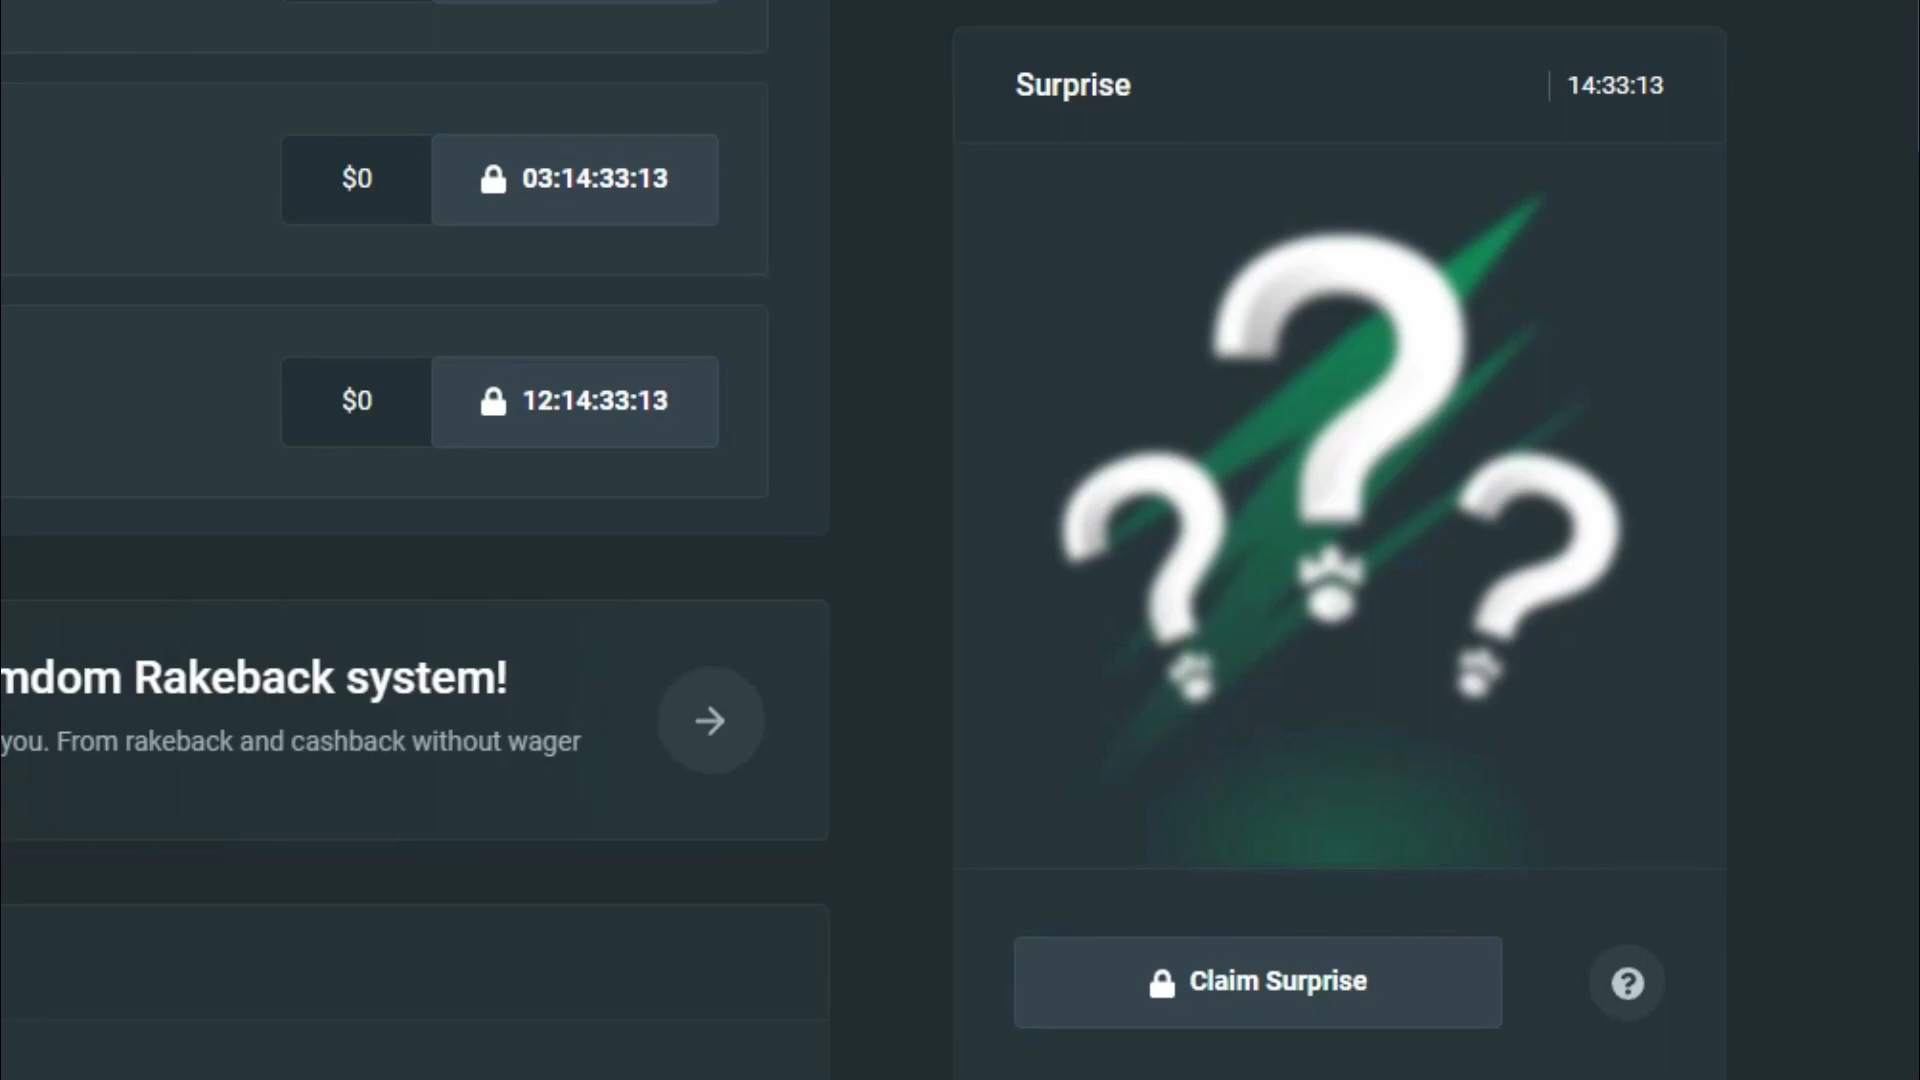 $0 03:14:33:13
$0 12:14:33:13
Rakeback system!
you. From rakeback and cashback without wager
Surprise 14:33:13
Claim Surprise